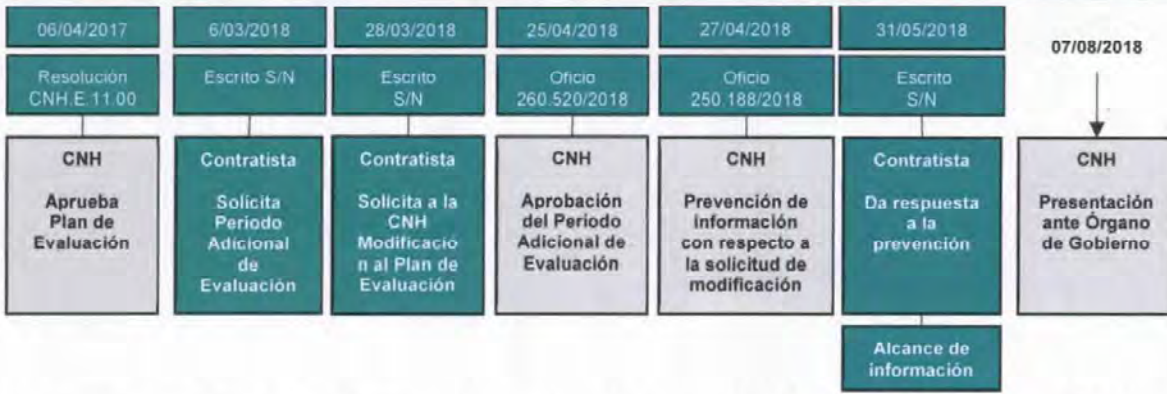 06/04/2017
Resolución
CNH.E.11.00
CNH
Aprueba
Plan de
Evaluación
6/03/2018
Escrito S/N
Contratista
Solicita
Periodo
Adicional
de
Evaluación
28/03/2018
Escrito
S/N
Contratista
Solicita a la
CNH
Modificació
n al Plan de
Evaluación
25/04/2018
Oficio
260.520/2018
CNH
Aprobación
del Periodo
Adicional de
Evaluación
27/04/2018
Oficio
250.188/2018
CNH
Prevención de
información
con respecto a
la solicitud de
modificación
31/05/2018
Escrito
S/N
Contratista
Da respuesta
a la
prevención
Alcance de
información
07/08/2018
CNH
Presentación
ante Órgano
de Gobierno